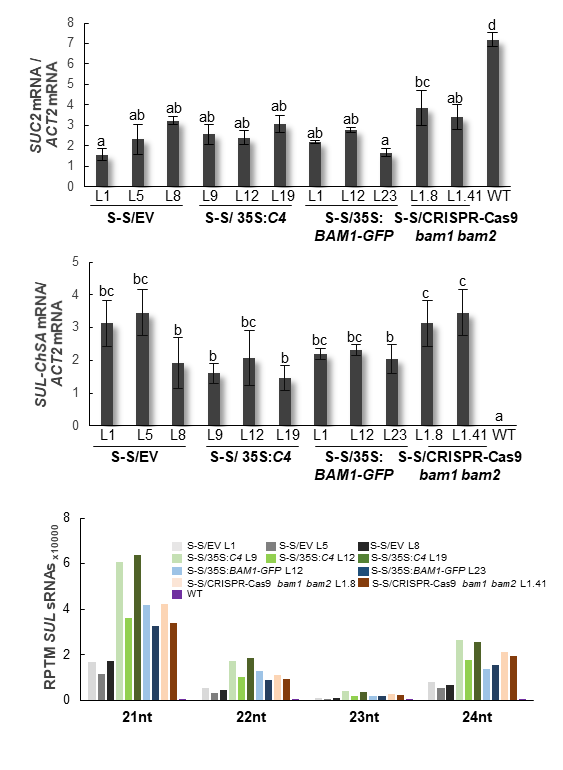 SUC2 mRNA / ACT2 mRNA
8
7
6
5
4
3
2
1
0
a ab ab ab ab ab ab ab a bc ab d
L1 L5 L8 L9 L12 L19 L1 L12 L23 L1.8 L1.41 WT
S-S/EV S-S/ 35S:C4 S-S/35S: BAM1-GFP S-S/CRISPR-Cas9 bam1 bam2
SUL-ChSA mRNA/ ACT2 mRNA
5
4
3
2
1
0
bc bc b b bc b bc bc b c c a
L1 L5 L8 L9 L12 L19 L1 L12 L23 L1.8 L1.41 WT
S-S/EV S-S/ 35S:C4 S-S/35S: BAM1-GFP S-S/CRISPR-Cas9 bam1 bam2
RPTM SUL sRNAs x10000
8
6
4
2
0
S-S/EV L1 S-S/EV L5 S-S/EV L8
S-S/35S:C4 L9 S-S/35S:C4 L12 S-S/35S:C4 L19
S-S/35S:BAM1-GFP L12 S-S/35S:BAM1-GFP L23
S-S/CRISPR-Cas9 bam1 bam2 L1.8 S-S/CRISPR-Cas9 bam1 bam2 L1.41
WT
21nt 22nt 23nt 24nt